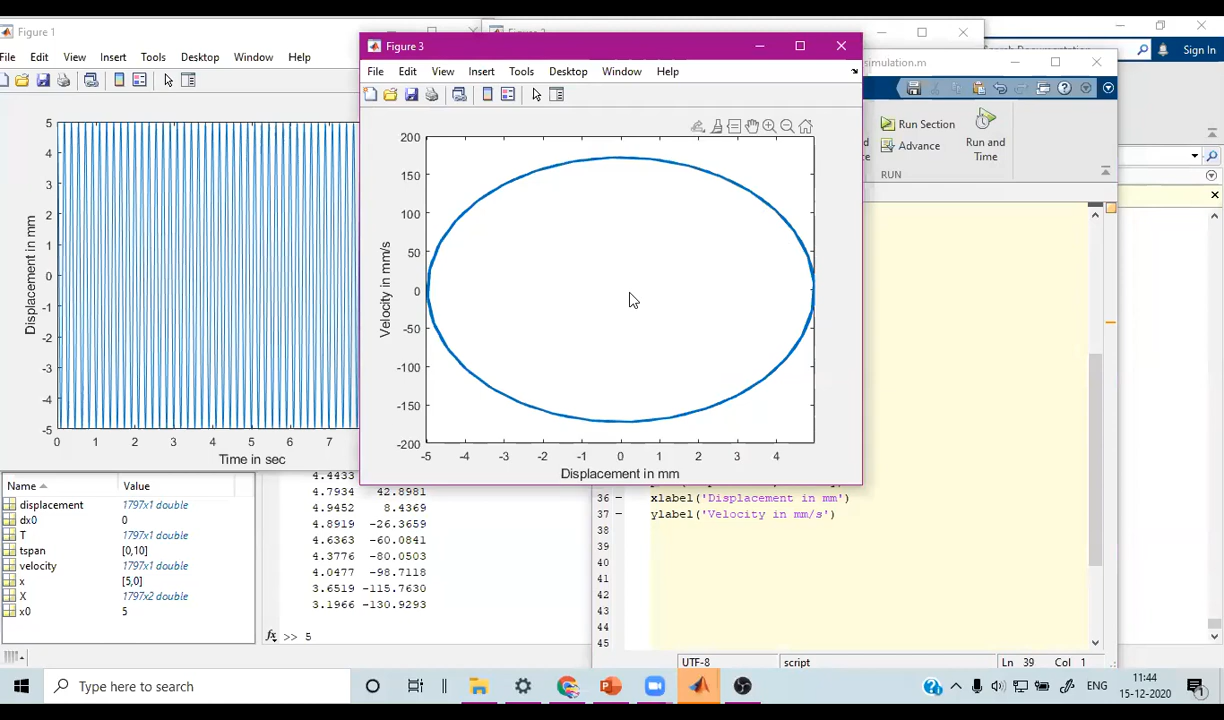 Figure 1
View
Insert
Tools
Desktop
Window
Help
5
4
3
2
1
0
-1
-2
-3
-4
-5
Displacement in mm
0 1 2 3 4 5 6 7
Time in sec
Figure 3
File Edit View Insert Tools Desktop Window Help
200
150
100
50
0
-50
-100
-150
-200
Velocity in mm/s
-5 -4 -3 -2 -1 0 1 2 3 4
Displacement in mm
simulation.m
Sign In
Run Section
Advance
Run and
Time
RUN
36 – xlabel('Displacement in mm')
37 – ylabel('Velocity in mm/s')
38
39
40
41
42
43
44
45
Name Value
displacement 1797x1 double
dx0 0
T 1797x1 double
tspan [0,10]
velocity 1797x1 double
x [5,0]
X 1797x2 double
x0 5
4.4433
4.7934 42.8981
4.9452 8.4369
4.8919 -26.3659
4.6363 -60.0841
4.3776 -80.0503
4.0477 -98.7118
3.6519 -115.7630
3.1966 -130.9293
fx >> 5
UTF-8 script Ln 39 Col 1
Type here to search
ENG
11:44
15-12-2020
1